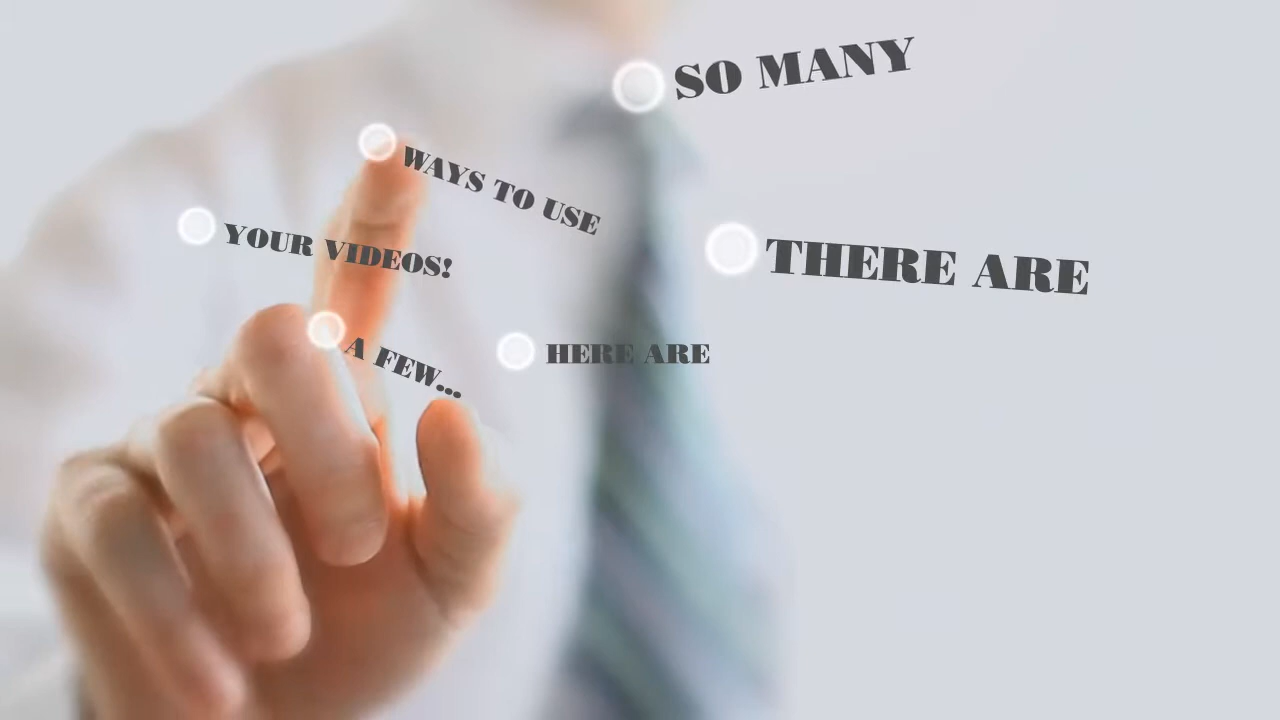 THERE ARE
SO MANY
WAYS TO USE
YOUR VIDEOS!
HERE ARE
A FEW...